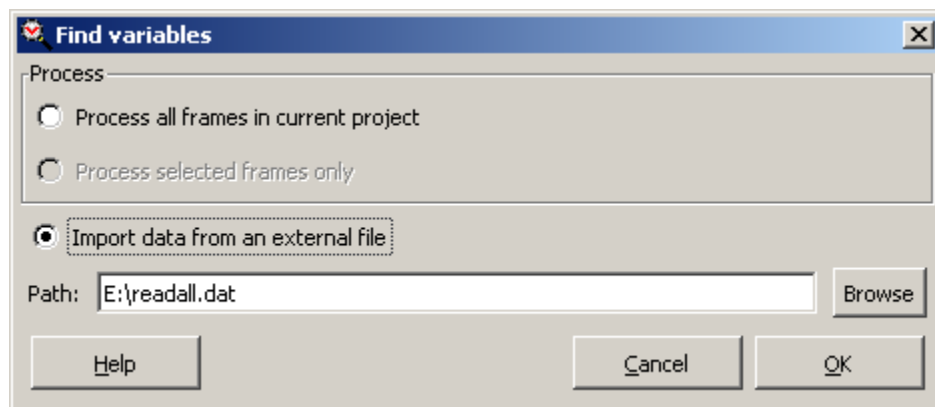 Find variables
Process
Process all frames in current project
Process selected frames only
Import data from an external file
Path: E:\readall.dat Browse
Help Cancel OK